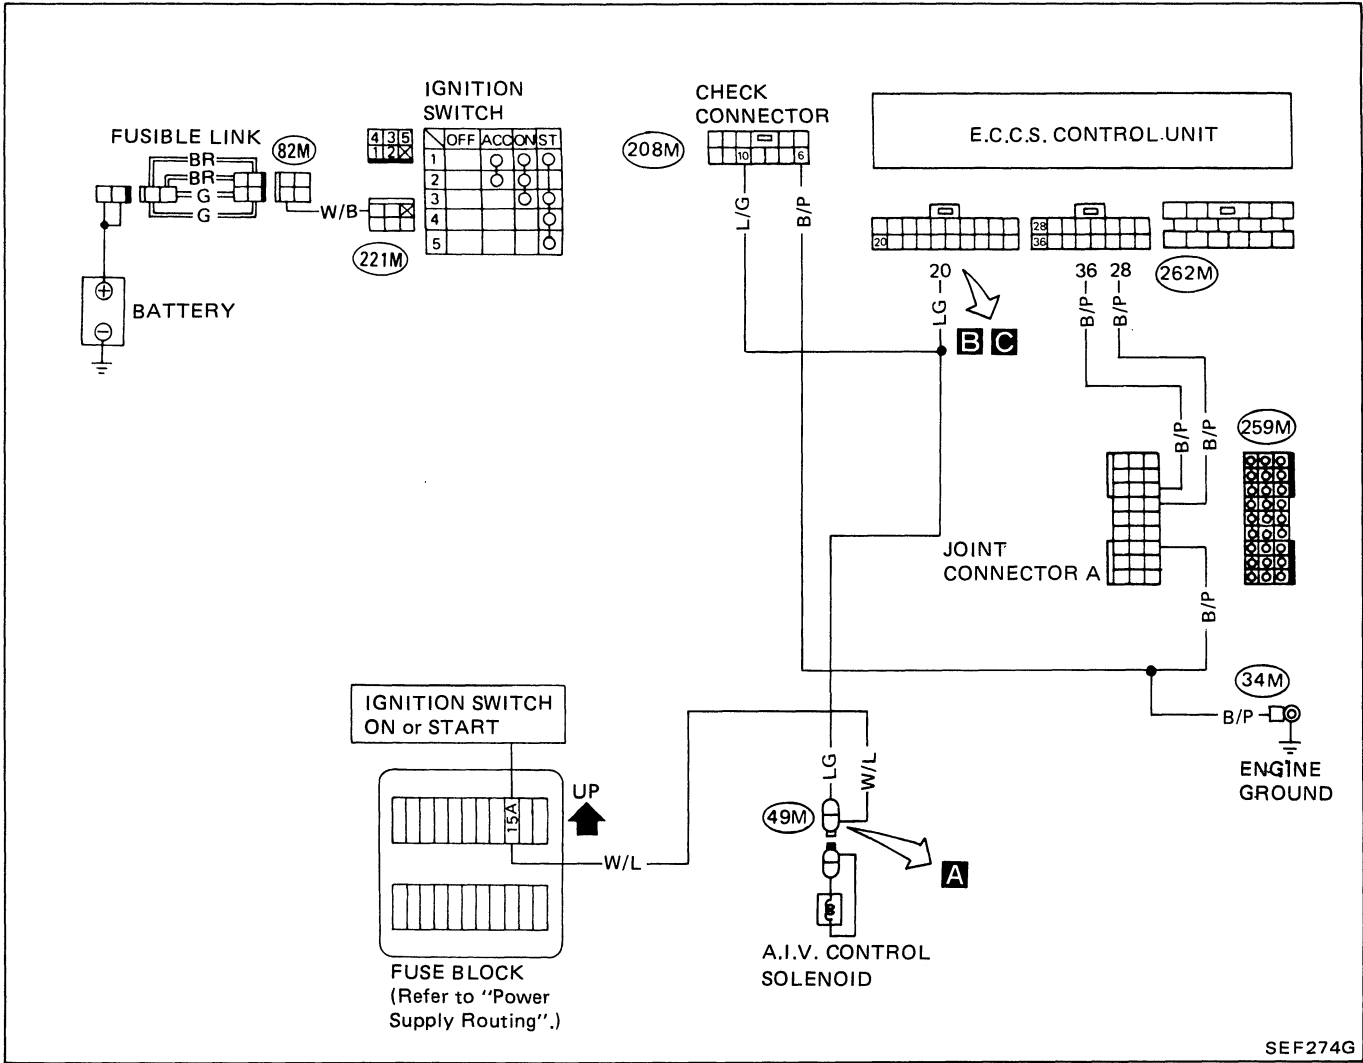 IGNITION
SWITCH
CHECK
CONNECTOR
E.C.C.S. CONTROL UNIT
FUSIBLE LINK
82M
4 3 5
1 2
OFF ACC ON ST
1
2
3
4
5
208M
10
6
BR
BR
G
G
W/B
221M
L/G
B/P
20
28
36
20
36 28
262M
LG
B/P
B/P
BATTERY
B C
B/P
B/P
259M
JOINT
CONNECTOR A
B/P
34M
B/P
ENGINE
GROUND
IGNITION SWITCH
ON or START
LG
W/L
UP
15A
49M
W/L
A
A.I.V. CONTROL
SOLENOID
FUSE BLOCK
(Refer to "Power
Supply Routing".)
SEF274G